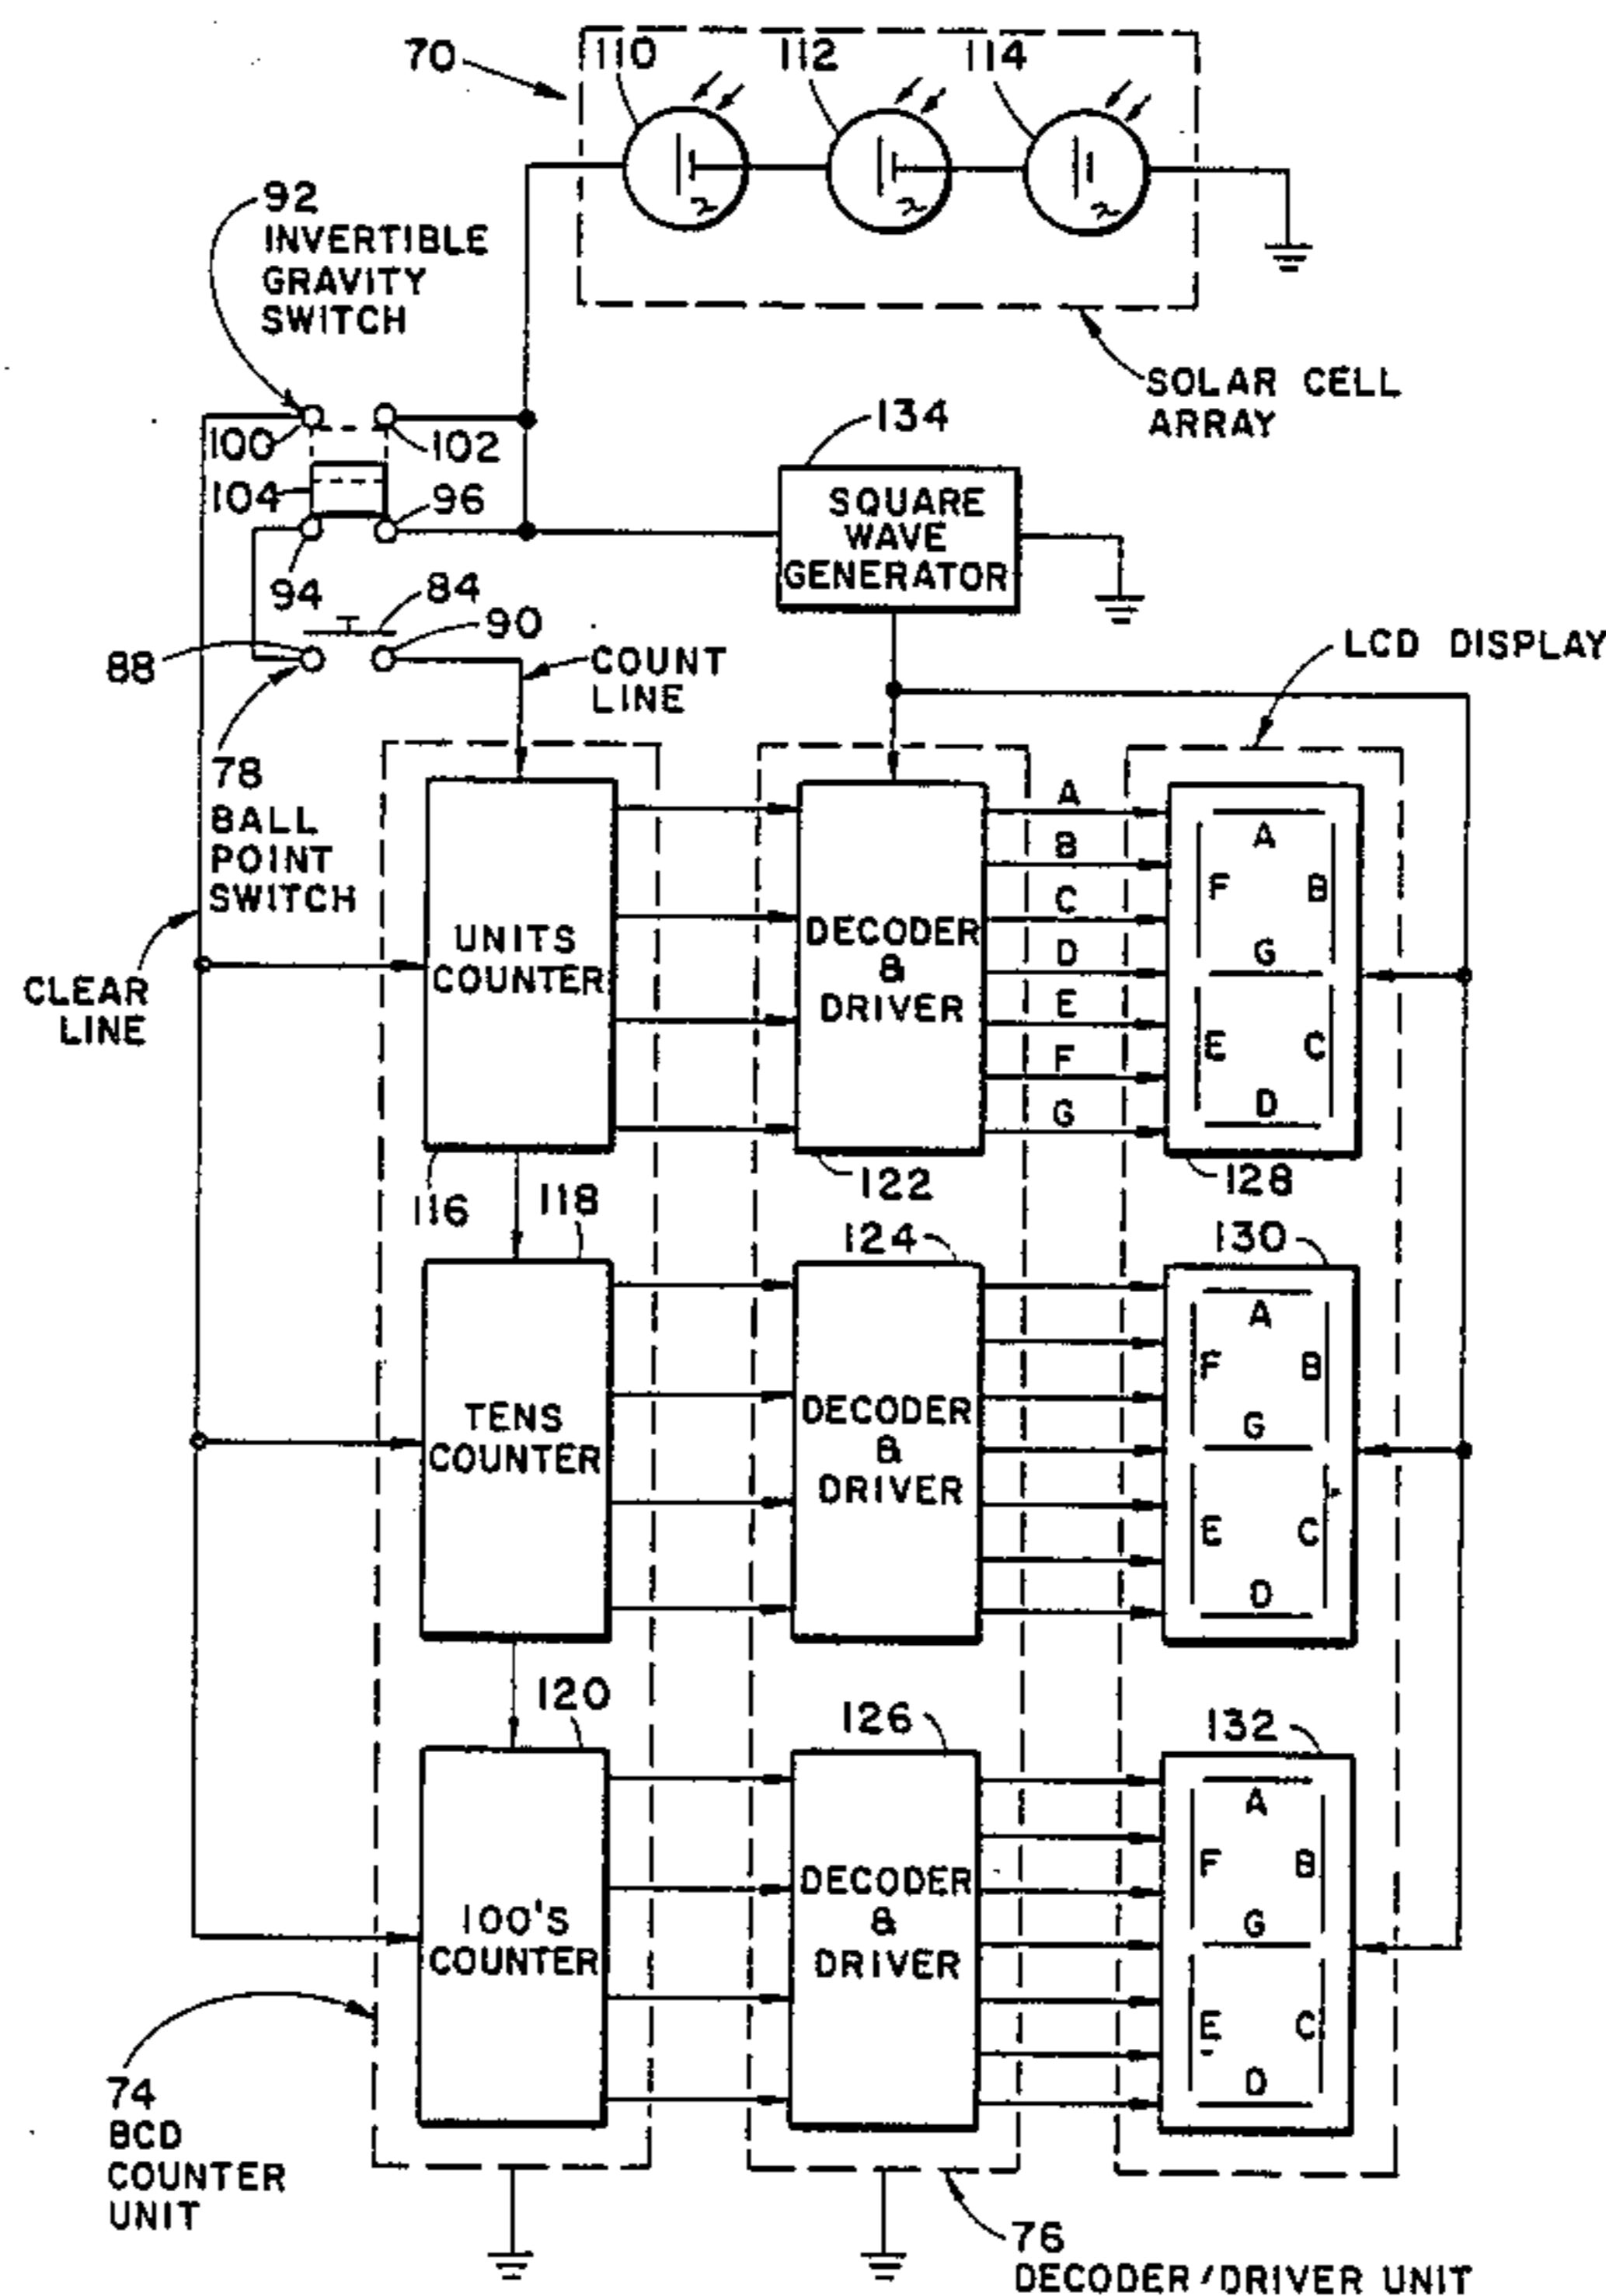 70
110
112
114
92
INVERTIBLE
GRAVITY
SWITCH
SOLAR CELL
ARRAY
100
102
104
96
94
134
SQUARE
WAVE
GENERATOR
84
88
90
COUNT
LINE
LCD DISPLAY
78
BALL
POINT
SWITCH
CLEAR
LINE
UNITS
COUNTER
116
DECODER
&
DRIVER
122
A
B
C
D
E
F
G
A
F B
G
E C
D
128
118
TENS
COUNTER
124
DECODER
&
DRIVER
130
A
F B
G
E C
D
120
100'S
COUNTER
126
DECODER
&
DRIVER
132
A
F B
G
E C
D
74
BCD
COUNTER
UNIT
76
DECODER/DRIVER UNIT